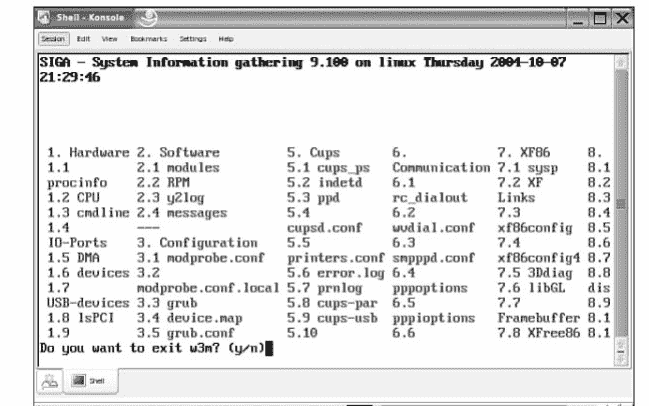 Shell - Konsole
Session Edit View Bookmarks Settings Help
SIGA - System Information gathering 9.100 on linux Thursday 2004-10-07
21:29:46
1. Hardware 2. Software 5. Cups 6. 7. XF86 8.
1.1 2.1 modules 5.1 cups_ps Communication 7.1 sysp 8.1
procinfo 2.2 RPM 5.2 indetd 6.1 7.2 XF 8.2
1.2 CPU 2.3 y2log 5.3 ppd rc_dialout Links 8.3
1.3 cmdline 2.4 messages 5.4 6.2 7.3 8.4
1.4 --- cupsd.conf wvdial.conf xf86config 8.5
IO-Ports 3. Configuration 5.5 6.3 7.4 8.6
1.5 DMA 3.1 modprobe.conf printers.conf smpppd.conf xf86config4 8.7
1.6 devices 3.2 5.6 error.log 6.4 7.5 3Ddiag 8.8
1.7 modprobe.conf.local 5.7 prnlog pppoptions 7.6 libGL dis
USB-devices 3.3 grub 5.8 cups-par 6.5 7.7 8.9
1.8 lsPCI 3.4 device.map 5.9 cups-usb pppioptions Framebuffer 8.1
1.9 3.5 grub.conf 5.10 6.6 7.8 XFree86 8.1
Do you want to exit w3m? (y/n)
Shell